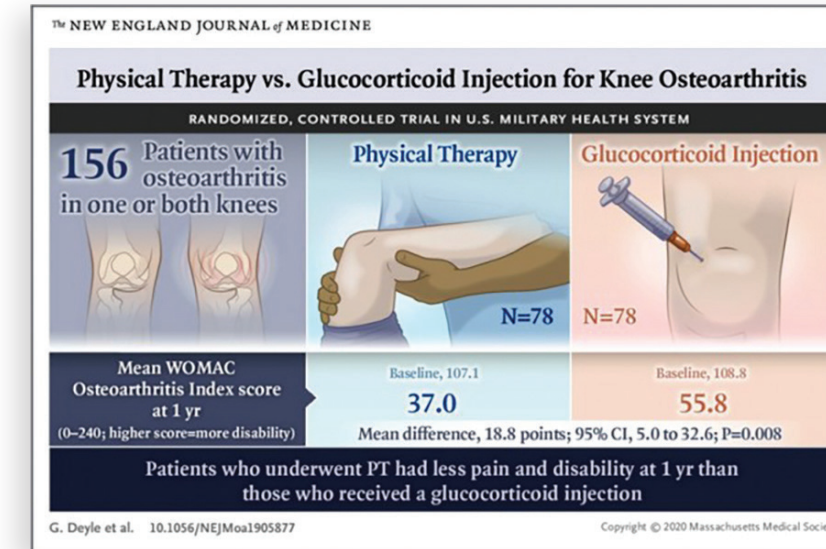 The NEW ENGLAND JOURNAL of MEDICINE
Physical Therapy vs. Glucocorticoid Injection for Knee Osteoarthritis
RANDOMIZED, CONTROLLED TRIAL IN U.S. MILITARY HEALTH SYSTEM
156 Patients with
osteoarthritis
in one or both knees
Physical Therapy
N=78
Glucocorticoid Injection
N=78
Mean WOMAC
Osteoarthritis Index score
at 1 yr
(0–240; higher score=more disability)
Baseline, 107.1
37.0
Baseline, 108.8
55.8
Mean difference, 18.8 points; 95% CI, 5.0 to 32.6; P=0.008
Patients who underwent PT had less pain and disability at 1 yr than
those who received a glucocorticoid injection
G. Deyle et al. 10.1056/NEJMoa1905877
Copyright © 2020 Massachusetts Medical Socie